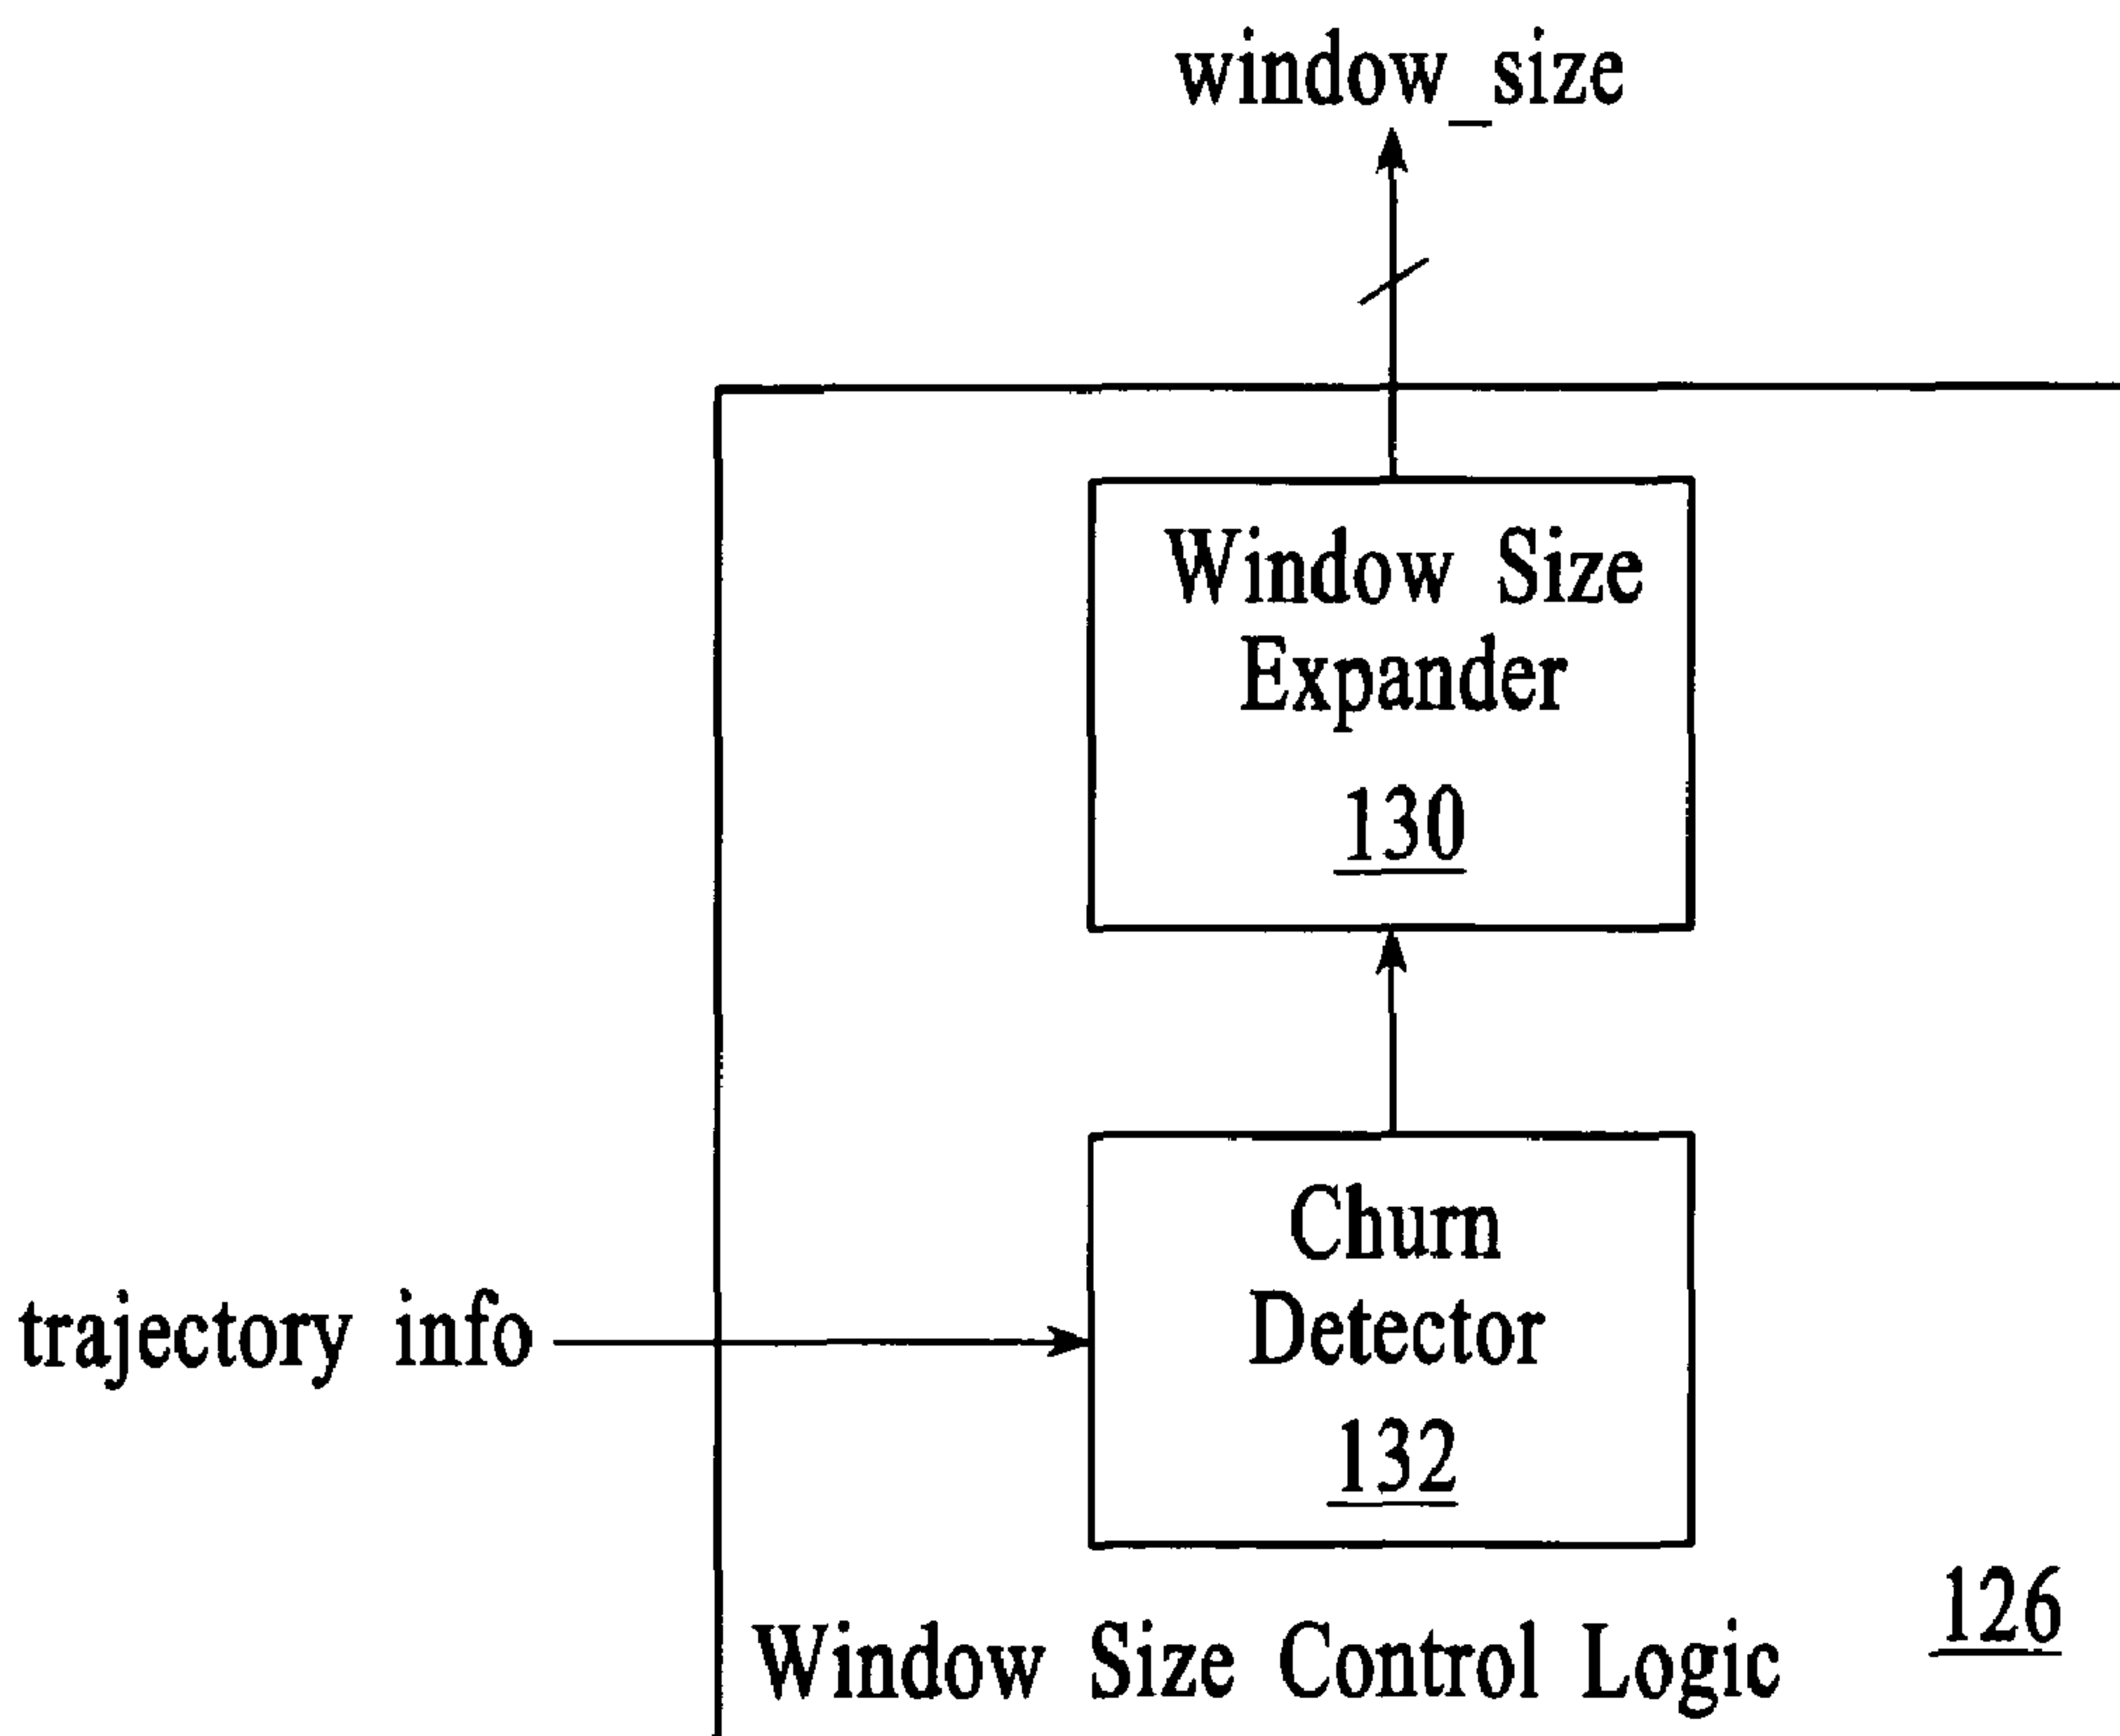 window_size
Window Size
Expander
130
Churn
Detector
132
trajectory info
126
Window Size Control Logic